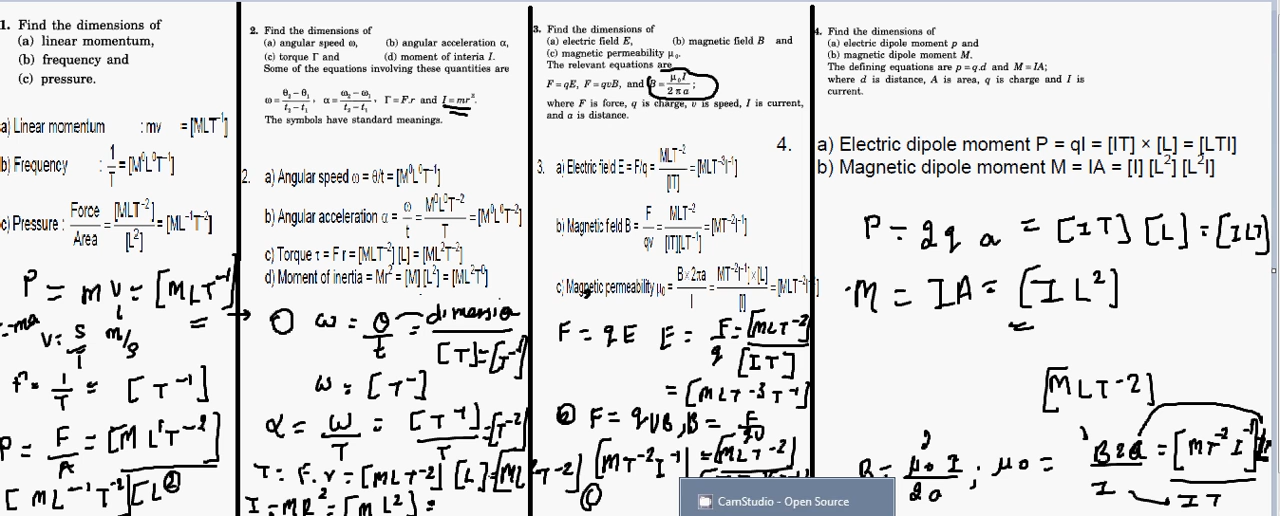 1. Find the dimensions of
(a) linear momentum,
(b) frequency and
(c) pressure.
a) Linear momentum : mv = [MLT⁻¹]
b) Frequency : 1/T = [M⁰L⁰T⁻¹]
c) Pressure : Force/Area = [MLT⁻²]/[L²] = [ML⁻¹T⁻²]
P = mv = [MLT⁻¹]
=ma
v = S/T m/s
= 1/T = [T⁻¹]
P = F/A = [ML¹T⁻²]
[ML⁻¹T⁻²] [L²]
2. Find the dimensions of
(a) angular speed ω, (b) angular acceleration α,
(c) torque Γ and (d) moment of interia I.
Some of the equations involving these quantities are
ω = θ₂ − θ₁/t₂ − t₁, α = ω₂ − ω₁/t₂ − t₁, Γ = F.r and I = mr².
The symbols have standard meanings.
2. a) Angular speed ω = θ/t = [M⁰L⁰T⁻¹]
b) Angular acceleration α = ω/t = M⁰L⁰T⁻²/T = [M⁰L⁰T⁻²]
c) Torque τ = F r = [MLT⁻²] [L] = [ML²T⁻²]
d) Moment of inertia = Mr² = [M] [L²] = [ML²T⁰]
ω = θ/t = dimension/[T] = [T⁻¹]
ω = [T⁻¹]
α = ω/T = [T⁻¹]/T = [T⁻²]
T = F.r = [MLT⁻²] [L] = [ML²T⁻²]
I = MR² = [ML²] =
3. Find the dimensions of
(a) electric field E, (b) magnetic field B and
(c) magnetic permeability μ₀.
The relevant equations are
F = qE, F = qvB, and B = μ₀I/2πa;
where F is force, q is charge, v is speed, I is current,
and a is distance.
3. a) Electric field E = F/q = MLT⁻²/[IT] = [MLT⁻³I⁻¹]
b) Magnetic field B = F/qv = MLT⁻²/[IT][LT⁻¹] = [MT⁻²I⁻¹]
c) Magnetic permeability μ₀ = B×2πa/I = MT⁻²I⁻¹]×[L]/[I] = [MLT⁻²I
F = qE E = F/q = [MLT⁻²]/[IT]
= [MLT⁻³T⁻¹]
F = qVB, B = F/qv
[MT⁻²I⁻¹] = [MLT⁻²]
4. Find the dimensions of
(a) electric dipole moment p and
(b) magnetic dipole moment M.
The defining equations are p = q.d and M = IA;
where d is distance, A is area, q is charge and I is
current.
4. a) Electric dipole moment P = ql = [IT] × [L] = [LTI]
b) Magnetic dipole moment M = IA = [I] [L²] [L²I]
P = 2q a = [IT] [L] = [ILT]
M = IA = [IL²]
[MLT-2]
B = μ₀I/2a ; μ₀ = B2a/I = [MT⁻²I⁻¹]
IT
CamStudio - Open Source